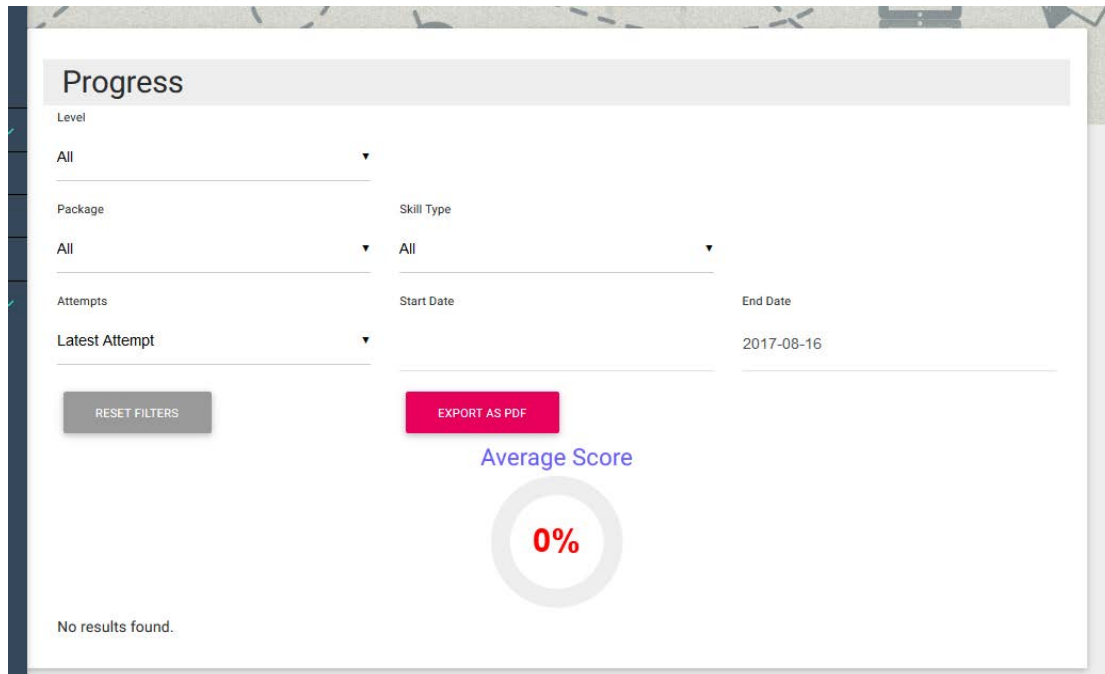 Progress
Level
All
Package
Skill Type
All
All
Attempts
Start Date
End Date
Latest Attempt
2017-08-16
RESET FILTERS
EXPORT AS PDF
Average Score
0%
No results found.